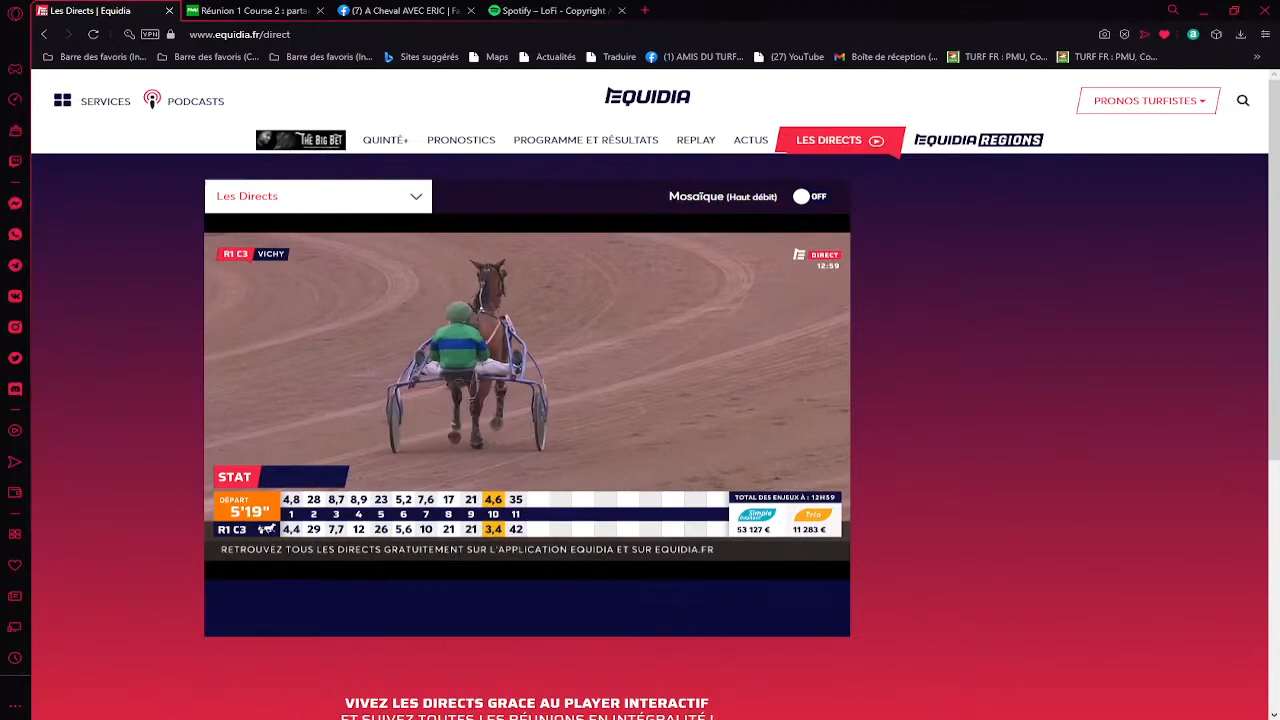 Les Directs | Equidia
Réunion 1 Course 2 : parta
À Cheval AVEC ERIC | Fa
Spotify – LoFi - Copyright
VPN
www.equidia.fr/direct
Barre des favoris (In...
Barre des favoris (C...
Barre des favoris (In...
Sites suggérés
Maps
Actualités
Traduire
(1) AMIS DU TURF...
(27) YouTube
Boîte de réception (...
TURF FR : PMU, Co...
TURF FR : PMU, Co...
SERVICES
PODCASTS
EQUIDIA
PRONOS TURFISTES
THE BIG BET
QUINTÉ+
PRONOSTICS
PROGRAMME ET RÉSULTATS
REPLAY
ACTUS
LES DIRECTS
EQUIDIA REGIONS
Les Directs
Mosaïque (Haut débit)
OFF
R1 C3 VICHY
DIRECT
12:59
STAT
DÉPART
5'19"
4,8 28 8,7 8,9 23 5,2 7,6 17 21 4,6 35
1 2 3 4 5 6 7 8 9 10 11
R1 C3
4,4 29 7,7 12 26 5,6 10 21 21 3,4 42
TOTAL DES ENJEUX À : 12H59
Simple
Trio
53 127 €
11 283 €
RETROUVEZ TOUS LES DIRECTS GRATUITEMENT SUR L'APPLICATION EQUIDIA ET SUR EQUIDIA.FR
VIVEZ LES DIRECTS GRACE AU PLAYER INTERACTIF
ET SUIVEZ TOUTES LES RÉUNIONS EN INTÉGRALITÉ !